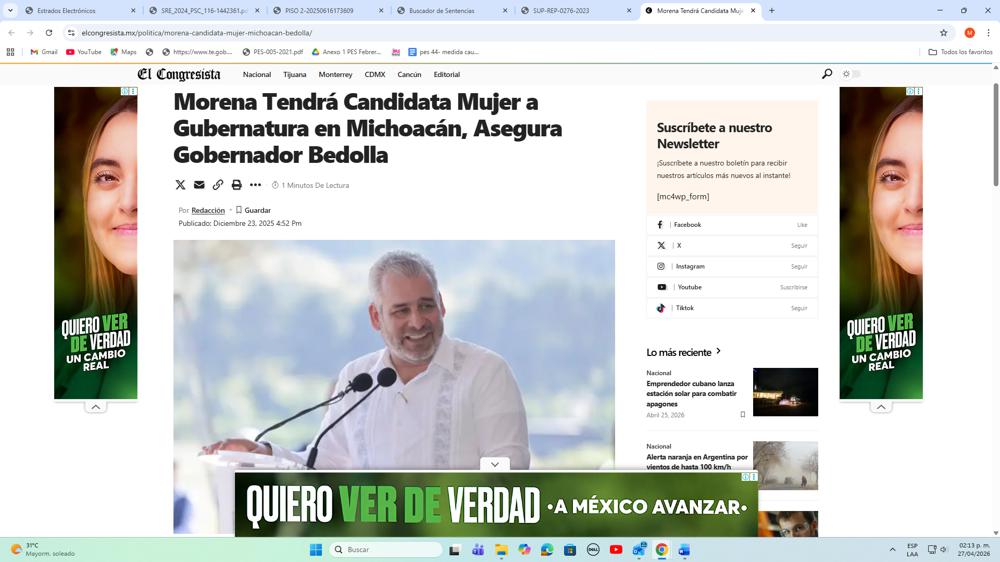 Estados Electrónicos
SRE_2024_PSC_116-1442361.pd
PISO 2-20250616173609
Buscador de Sentencias
SUP-REP-0276-2023
Morena Tendrá Candidata Muje
elcongresista.mx/politica/morena-candidata-mujer-michoacan-bedolla/
M
Gmail
YouTube
Maps
https://www.te.gob....
PES-005-2021.pdf
Anexo 1 PES Febrer...
pes 44- medida cau...
Todos los favoritos
El Congresista
Nacional
Tijuana
Monterrey
CDMX
Cancún
Editorial
Morena Tendrá Candidata Mujer a
Gubernatura en Michoacán, Asegura
Gobernador Bedolla
1 Minutos De Lectura
Por Redacción • Guardar
Publicado: Diciembre 23, 2025 4:52 Pm
QUIERO VER
DE VERDAD
UN CAMBIO
REAL
Suscríbete a nuestro
Newsletter
¡Suscríbete a nuestro boletín para recibir
nuestros artículos más nuevos al instante!
[mc4wp_form]
| Facebook Like
| X Seguir
| Instagram Seguir
| Youtube Suscribirse
| Tiktok Seguir
Lo más reciente
Nacional
Emprendedor cubano lanza
estación solar para combatir
apagones
Abril 25, 2026
Nacional
Alerta naranja en Argentina por
vientos de hasta 100 km/h
QUIERO VER
DE VERDAD
UN CAMBIO
REAL
QUIERO VER DE VERDAD •A MÉXICO AVANZAR•
31°C
Mayorm. soleado
Buscar
DELL
ESP
LAA
02:13 p. m.
27/04/2026